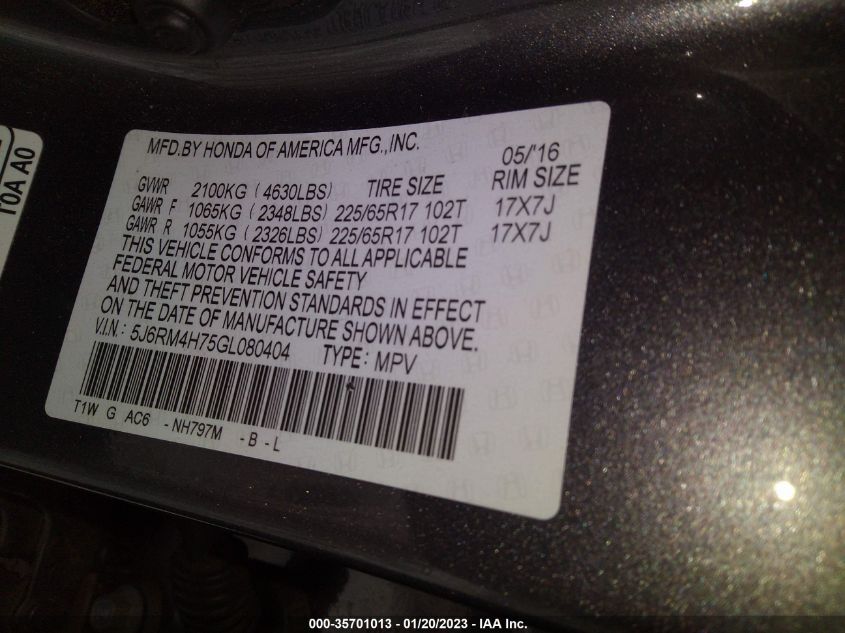 T0A A0
MFD.BY HONDA OF AMERICA MFG.,INC.
05/'16
GVWR 2100KG ( 4630LBS) TIRE SIZE RIM SIZE
GAWR F 1065KG ( 2348LBS) 225/65R17 102T 17X7J
GAWR R 1055KG ( 2326LBS) 225/65R17 102T 17X7J
THIS VEHICLE CONFORMS TO ALL APPLICABLE
FEDERAL MOTOR VEHICLE SAFETY
AND THEFT PREVENTION STANDARDS IN EFFECT
ON THE DATE OF MANUFACTURE SHOWN ABOVE.
V.I.N.: 5J6RM4H75GL080404 TYPE: MPV
T1W G AC6 -NH797M -B-L
000-35701013 - 01/20/2023 - IAA Inc.